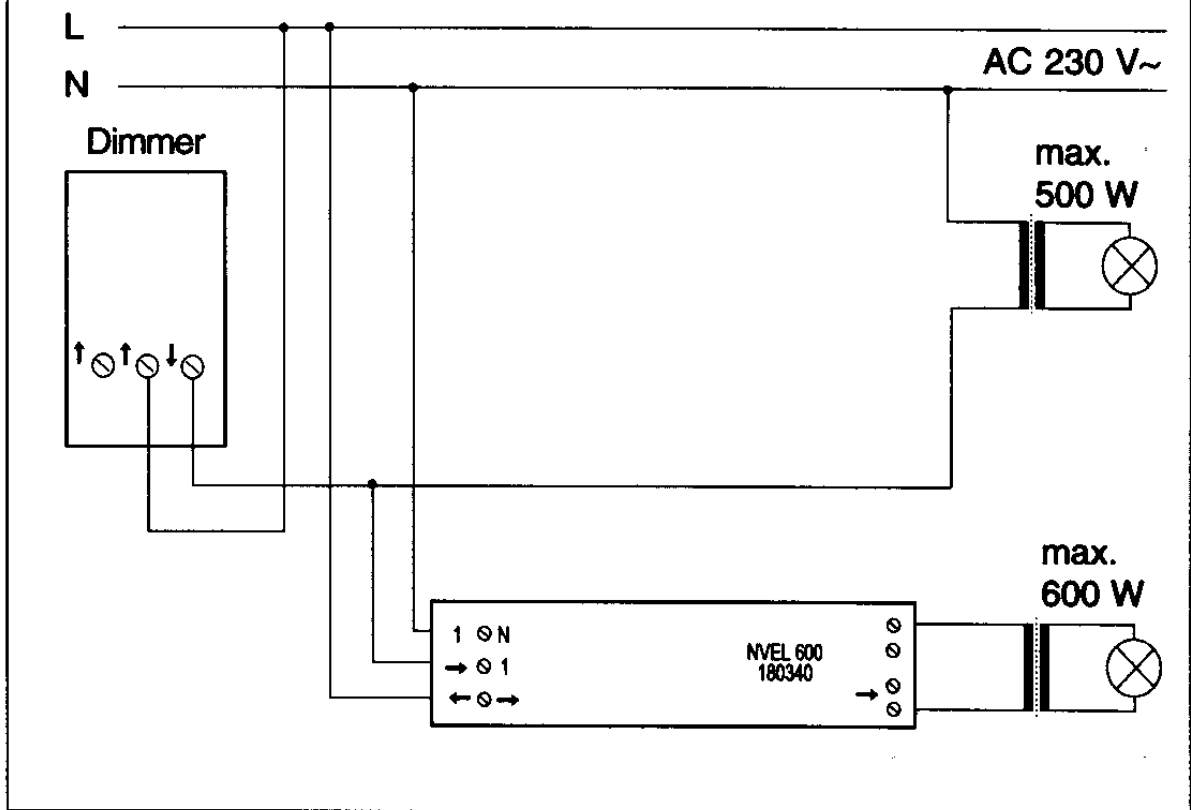 L
AC 230 V~
N
Dimmer
max.
500 W
max.
600 W
1 N
NVEL 600
→ 1
180340